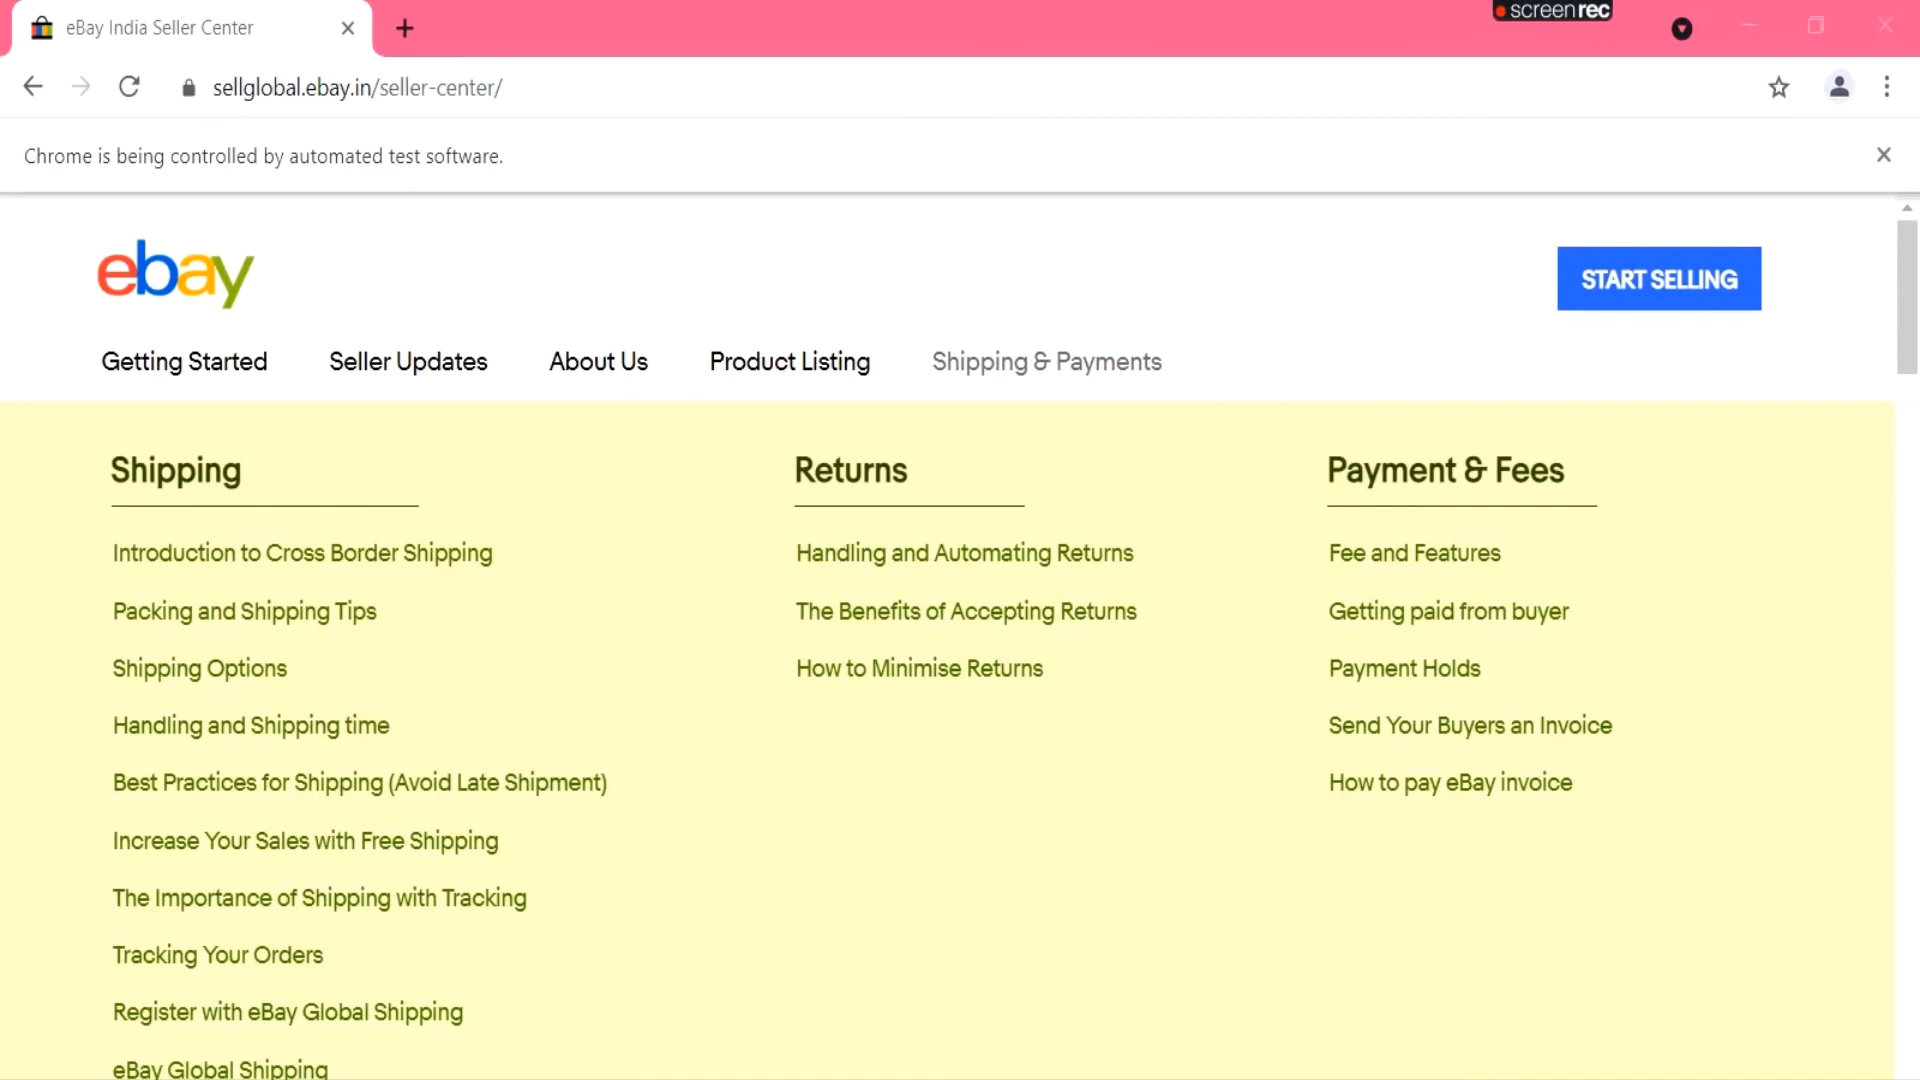 eBay India Seller Center
screenrec
sellglobal.ebay.in/seller-center/
Chrome is being controlled by automated test software.
ebay
START SELLING
Getting Started
Seller Updates
About Us
Product Listing
Shipping & Payments
Shipping
Introduction to Cross Border Shipping
Packing and Shipping Tips
Shipping Options
Handling and Shipping time
Best Practices for Shipping (Avoid Late Shipment)
Increase Your Sales with Free Shipping
The Importance of Shipping with Tracking
Tracking Your Orders
Register with eBay Global Shipping
eBay Global Shipping
Returns
Handling and Automating Returns
The Benefits of Accepting Returns
How to Minimise Returns
Payment & Fees
Fee and Features
Getting paid from buyer
Payment Holds
Send Your Buyers an Invoice
How to pay eBay invoice